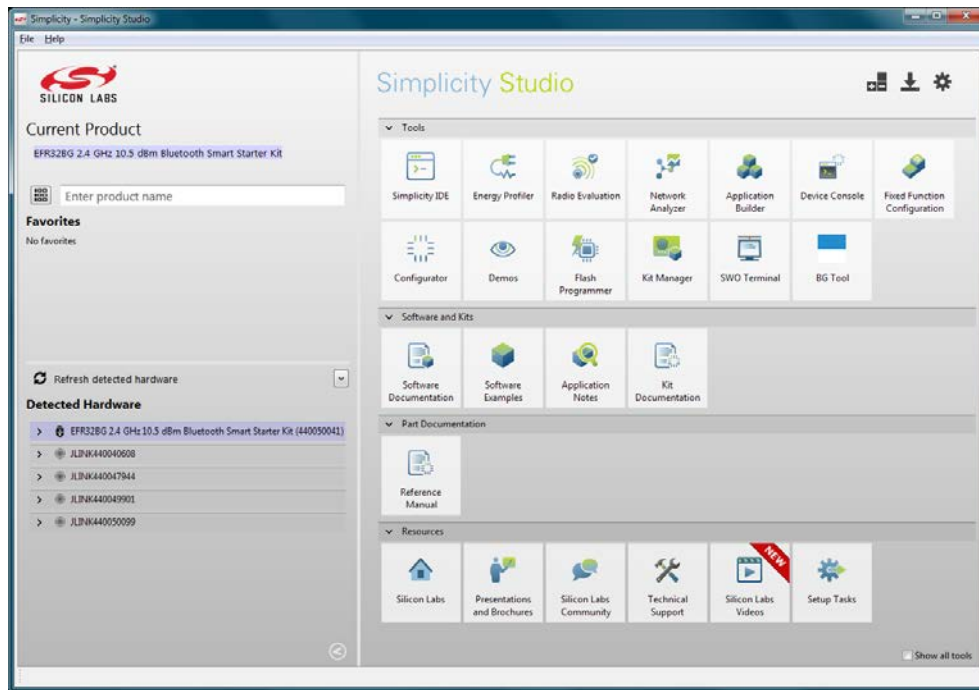 Simplicity - Simplicity Studio
File Help
SILICON LABS
Current Product
EFR32BG 2.4 GHz 10.5 dBm Bluetooth Smart Starter Kit
Enter product name
Favorites
No favorites
Refresh detected hardware
Detected Hardware
EFR32BG 2.4 GHz 10.5 dBm Bluetooth Smart Starter Kit (440050041)
JLINK440040608
JLINK440047944
JLINK440049901
JLINK440050099
Simplicity Studio
Tools
Simplicity IDE
Energy Profiler
Radio Evaluation
Network
Analyzer
Application
Builder
Device Console
Fixed Function
Configuration
Configurator
Demos
Flash
Programmer
Kit Manager
SWO Terminal
BG Tool
Software and Kits
Software
Documentation
Software
Examples
Application
Notes
Kit
Documentation
Part Documentation
Reference
Manual
Resources
Silicon Labs
Presentations
and Brochures
Silicon Labs
Community
Technical
Support
NEW
Silicon Labs
Videos
Setup Tasks
Show all tools